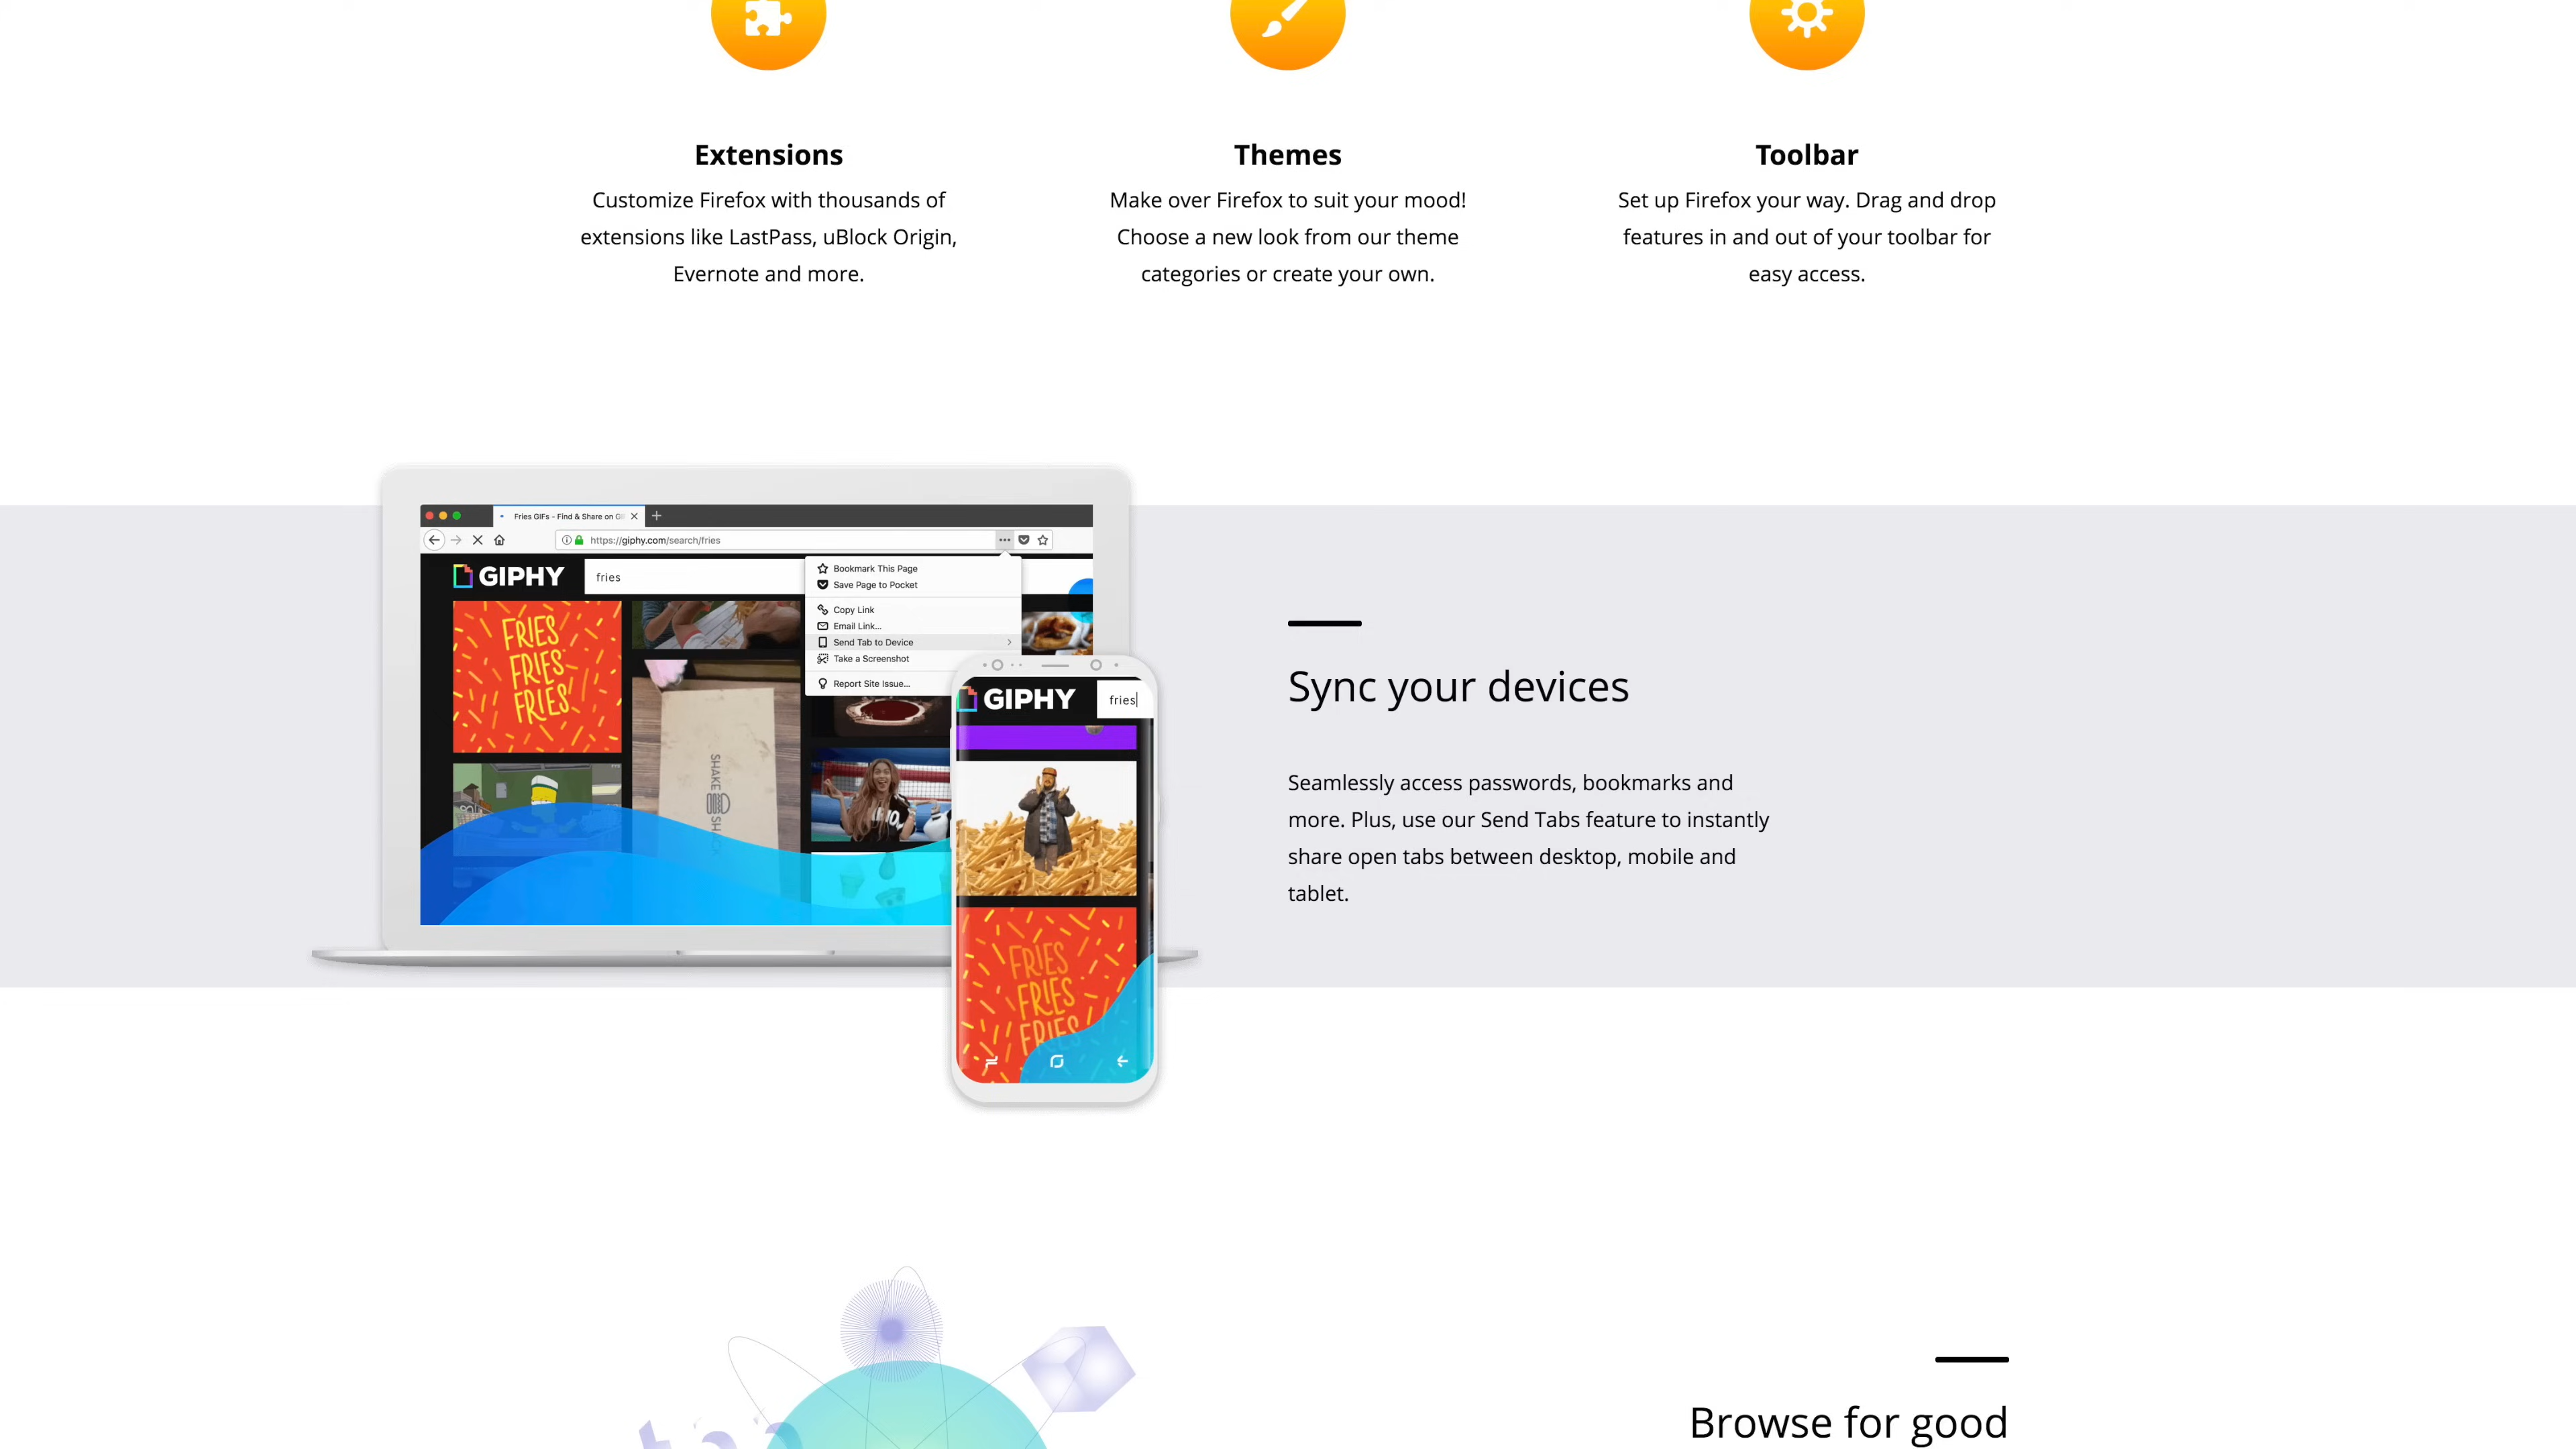 Extensions
Customize Firefox with thousands of
extensions like LastPass, uBlock Origin,
Evernote and more.
Themes
Make over Firefox to suit your mood!
Choose a new look from our theme
categories or create your own.
Toolbar
Set up Firefox your way. Drag and drop
features in and out of your toolbar for
easy access.
Fries GIFs - Find & Share on GI
https://giphy.com/search/fries
GIPHY
fries
Bookmark This Page
Save Page to Pocket
Copy Link
Email Link...
Send Tab to Device
Take a Screenshot
Report Site Issue...
FRIES
FRIES
FRIES
SHAKE
SHACK
GIPHY
fries
FRIES
FRIES
FRIES
Sync your devices
Seamlessly access passwords, bookmarks and
more. Plus, use our Send Tabs feature to instantly
share open tabs between desktop, mobile and
tablet.
Browse for good